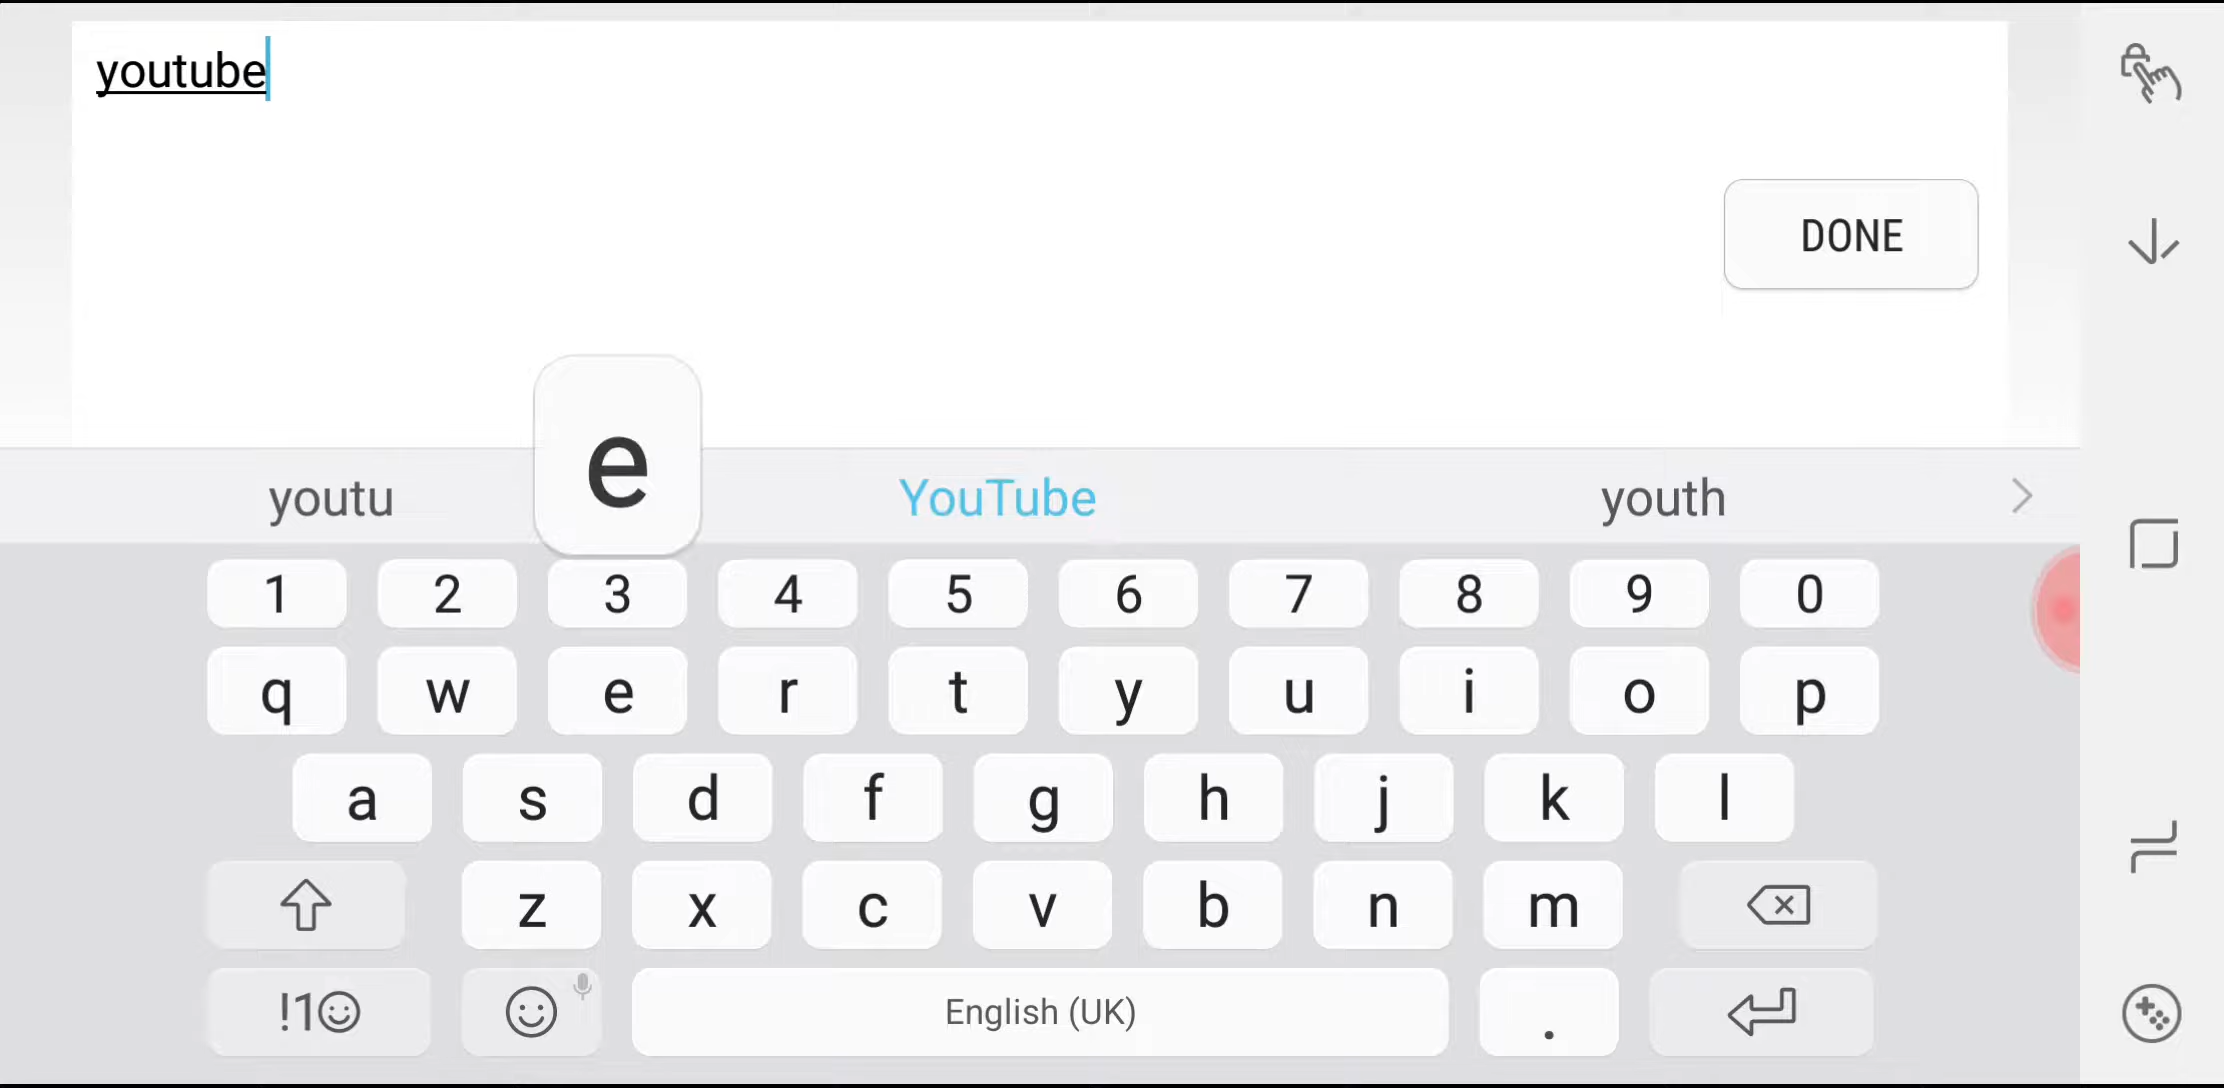 youtube
DONE
e
youtu YouTube youth
1 2 3 4 5 6 7 8 9 0
q w e r t y u i o p
a s d f g h j k l
z x c v b n m
!1☺ English (UK) .